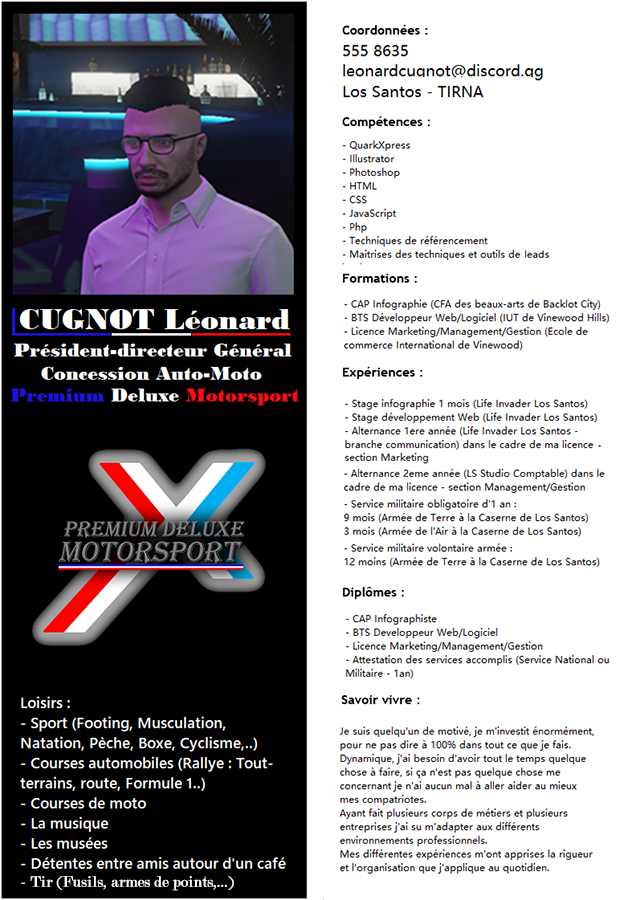 CUGNOT Léonard
Président-directeur Général
Concession Auto-Moto
Premium Deluxe Motorsport
PREMIUM DELUXE
MOTORSPORT
Loisirs :
- Sport (Footing, Musculation,
Natation, Pèche, Boxe, Cyclisme,..)
- Courses automobiles (Rallye : Tout-
terrains, route, Formule 1..)
- Courses de moto
- La musique
- Les musées
- Détentes entre amis autour d'un café
- Tir (Fusils, armes de points,...)
Coordonnées :
555 8635
leonardcugnot@discord.gg
Los Santos - TIRNA
Compétences :
- QuarkXpress
- Illustrator
- Photoshop
- HTML
- CSS
- JavaScript
- Php
- Techniques de référencement
- Maitrises des techniques et outils de leads
Formations :
- CAP Infographie (CFA des beaux-arts de Backlot City)
- BTS Développeur Web/Logiciel (IUT de Vinewood Hills)
- Licence Marketing/Management/Gestion (Ecole de
commerce International de Vinewood)
Expériences :
- Stage infographie 1 mois (Life Invader Los Santos)
- Stage développement Web (Life Invader Los Santos)
- Alternance 1ere année (Life Invader Los Santos -
branche communication) dans le cadre de ma licence -
section Marketing
- Alternance 2eme année (LS Studio Comptable) dans le
cadre de ma licence - section Management/Gestion
- Service militaire obligatoire d'1 an :
9 mois (Armée de Terre à la Caserne de Los Santos)
3 mois (Armée de l'Air à la Caserne de Los Santos)
- Service militaire volontaire armée :
12 moins (Armée de Terre à la Caserne de Los Santos)
Diplômes :
- CAP Infographiste
- BTS Developpeur Web/Logiciel
- Licence Marketing/Management/Gestion
- Attestation des services accomplis (Service National ou
Militaire - 1an)
Savoir vivre :
Je suis quelqu'un de motivé, je m'investit énormément,
pour ne pas dire à 100% dans tout ce que je fais.
Dynamique, j'ai besoin d'avoir tout le temps quelque
chose à faire, si ça n'est pas quelque chose me
concernant je n'ai aucun mal à aller aider au mieux
mes compatriotes.
Ayant fait plusieurs corps de métiers et plusieurs
entreprises j'ai su m'adapter aux différents
environnements professionnels.
Mes différentes expériences m'ont apprises la rigueur
et l'organisation que j'applique au quotidien.